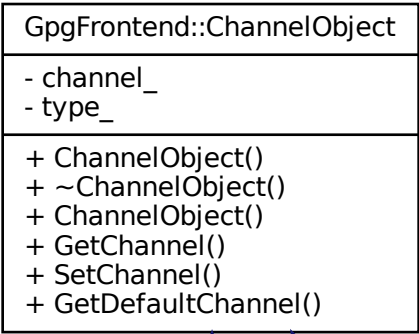 GpgFrontend::ChannelObject
- channel_
- type_
+ ChannelObject()
+ ~ChannelObject()
+ ChannelObject()
+ GetChannel()
+ SetChannel()
+ GetDefaultChannel()